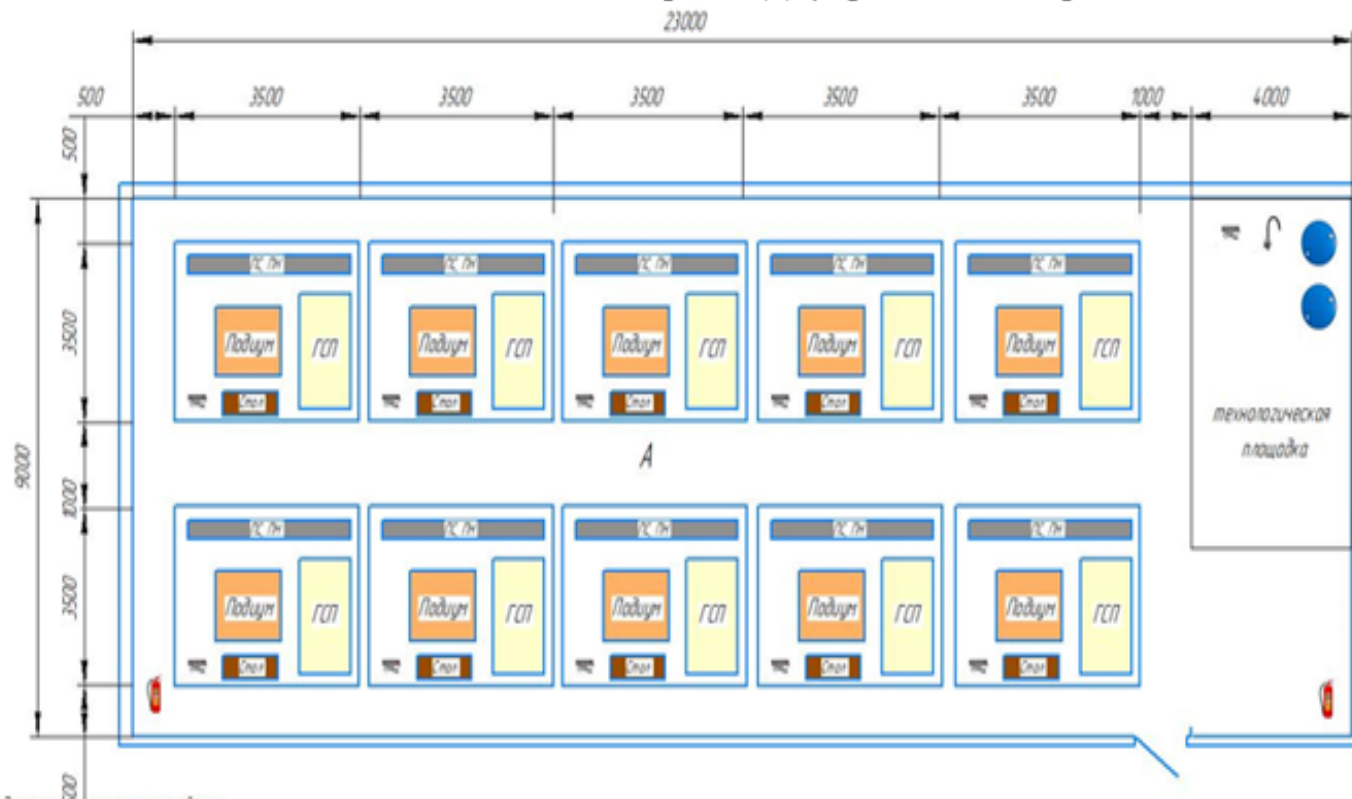 23000
500
3500
3500
3500
3500
3500
1000
4000
500
ПС ПН
ПС ПН
ПС ПН
ПС ПН
ПС ПН
3500
Подиум
ГСП
Подиум
ГСП
Подиум
ГСП
Подиум
ГСП
Подиум
ГСП
Стол
Стол
Стол
Стол
Стол
технологическая
площадка
А
9000
1000
ПС ПН
ПС ПН
ПС ПН
ПС ПН
ПС ПН
3500
Подиум
ГСП
Подиум
ГСП
Подиум
ГСП
Подиум
ГСП
Подиум
ГСП
Стол
Стол
Стол
Стол
Стол